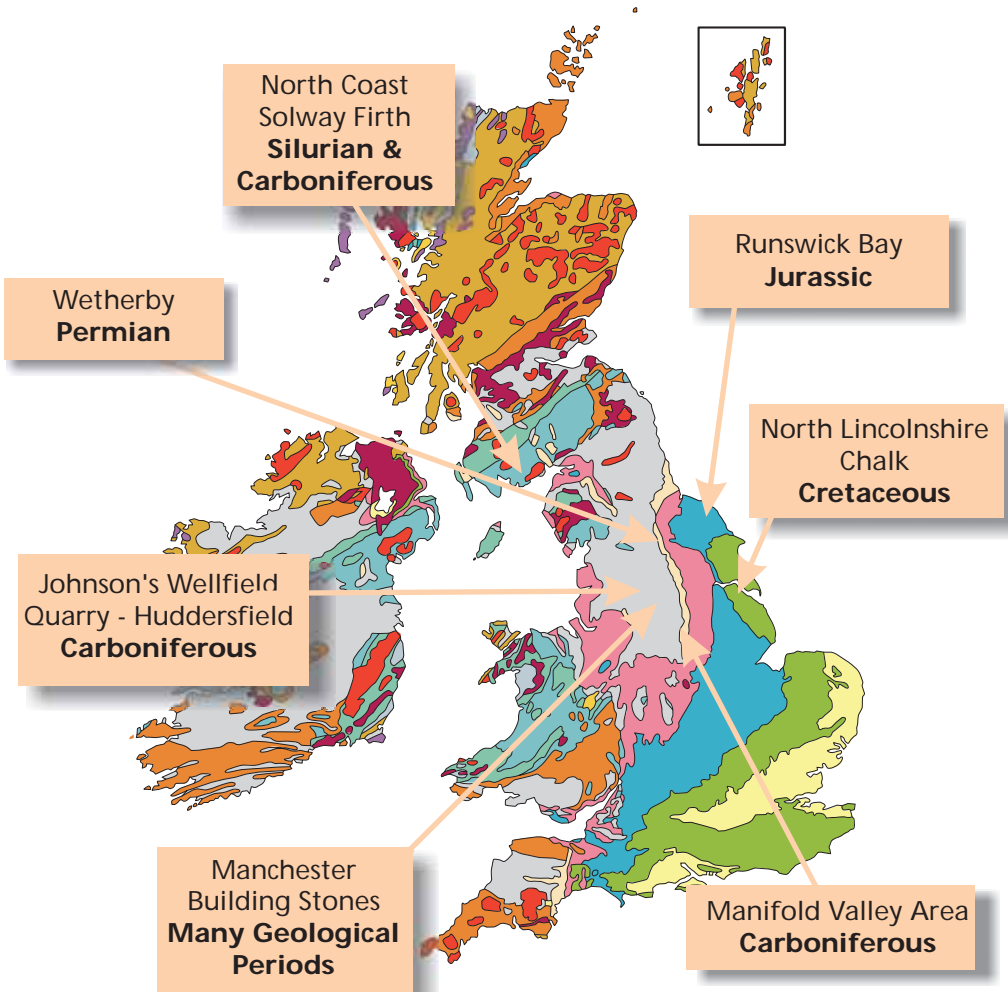 North Coast
Solway Firth
Silurian &
Carboniferous
Runswick Bay
Jurassic
Wetherby
Permian
North Lincolnshire
Chalk
Cretaceous
Johnson's Wellfield
Quarry - Huddersfield
Carboniferous
Manchester
Building Stones
Many Geological
Periods
Manifold Valley Area
Carboniferous